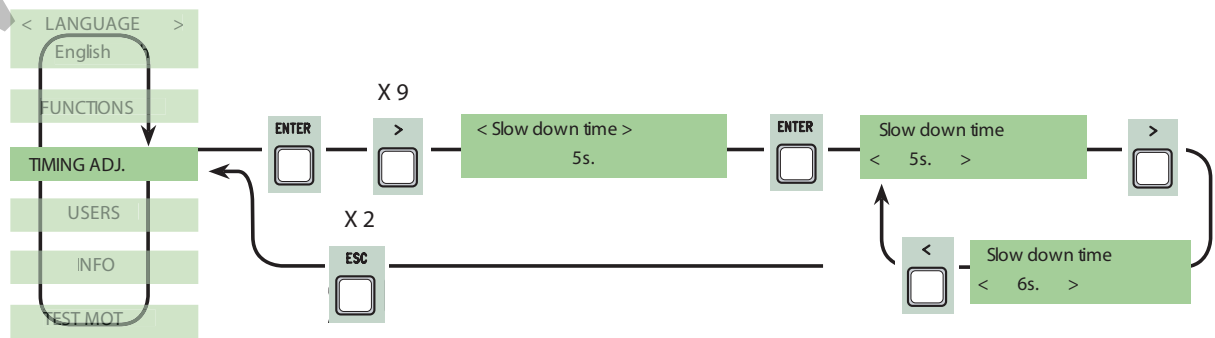 < LANGUAGE >
English
FUNCTIONS
TIMING ADJ.
USERS
INFO
TEST MOT
ENTER
X 9
>
< Slow down time >
5s.
ENTER
Slow down time
< 5s. >
>
<
Slow down time
< 6s. >
X 2
ESC